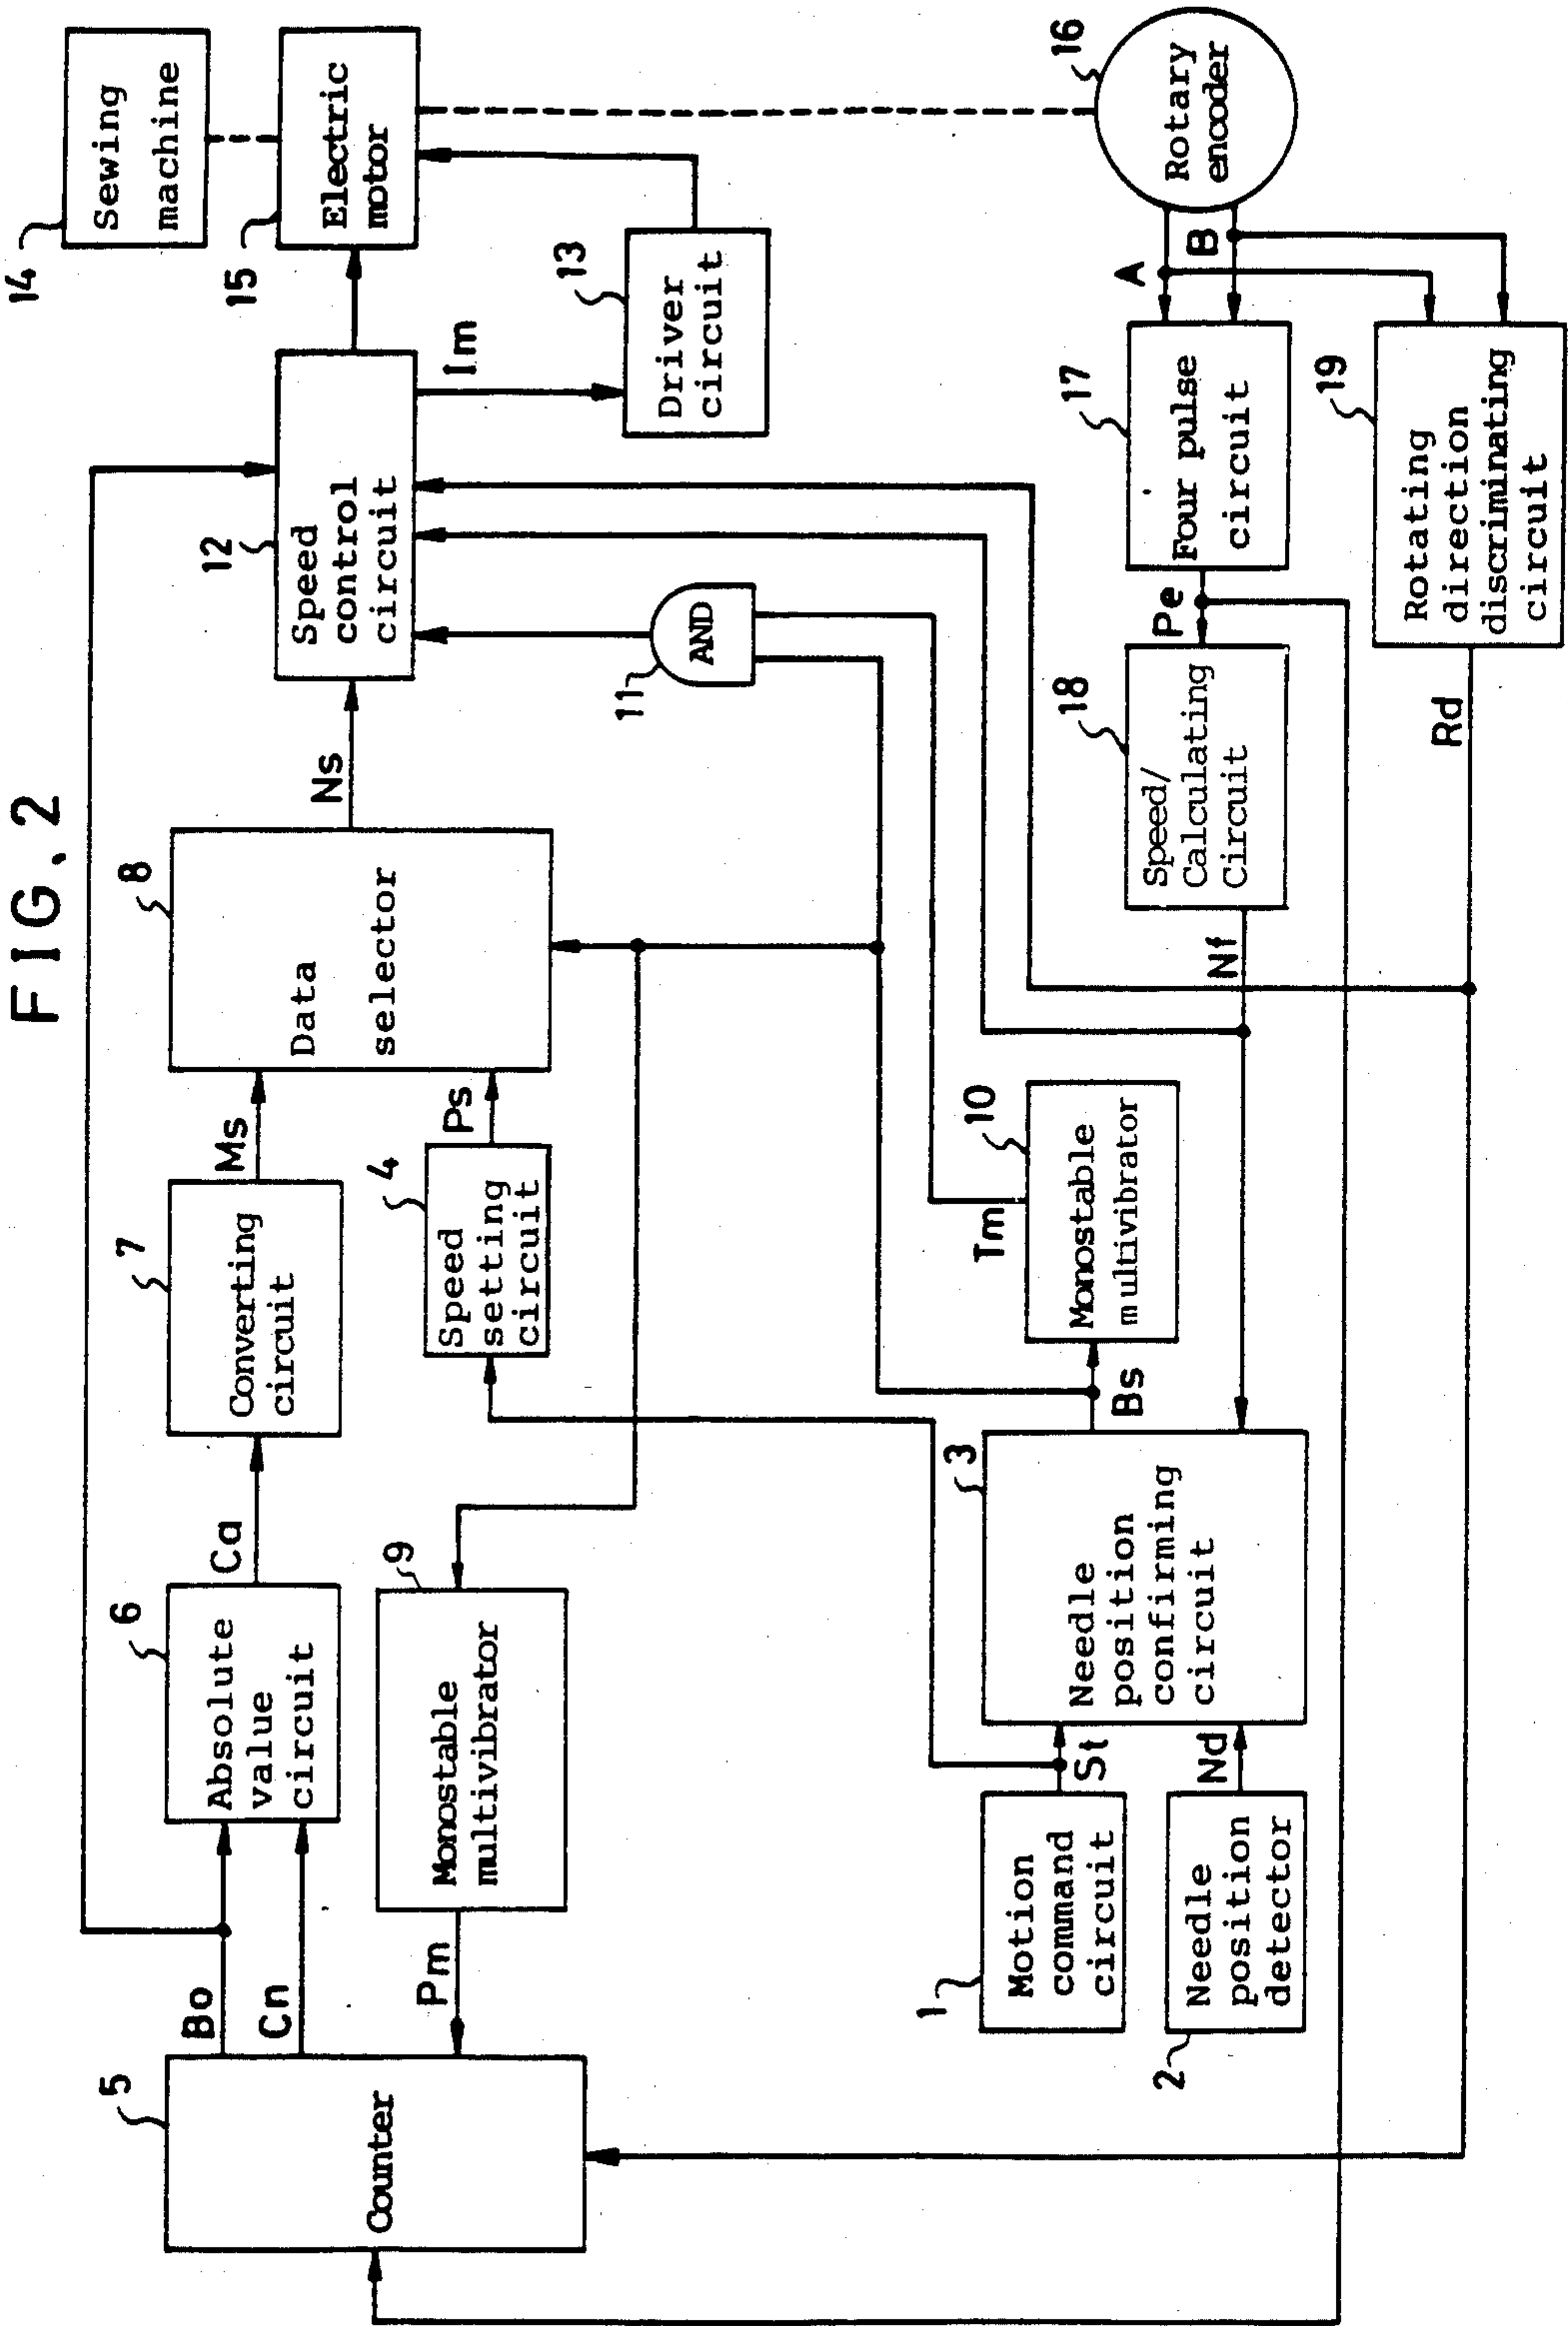 FIG. 2
14
Sewing
machine
15
Electric
motor
16
Rotary
encoder
12
Speed
control
circuit
Im
13
Driver
circuit
A
B
17
Four pulse
circuit
19
Rotating
direction
discriminating
circuit
11
AND
Pe
18
Speed/
Calculating
Circuit
Nf
Rd
Ns
8
Data
selector
Ms
Ps
7
Converting
circuit
4
Speed
setting
circuit
10
Monostable
multivibrator
Tm
Bs
Ca
6
Absolute
value
circuit
9
Monostable
multivibrator
3
Needle
position
confirming
circuit
St
Nd
Bo
Cn
Pm
5
Counter
1
Motion
command
circuit
2
Needle
position
detector